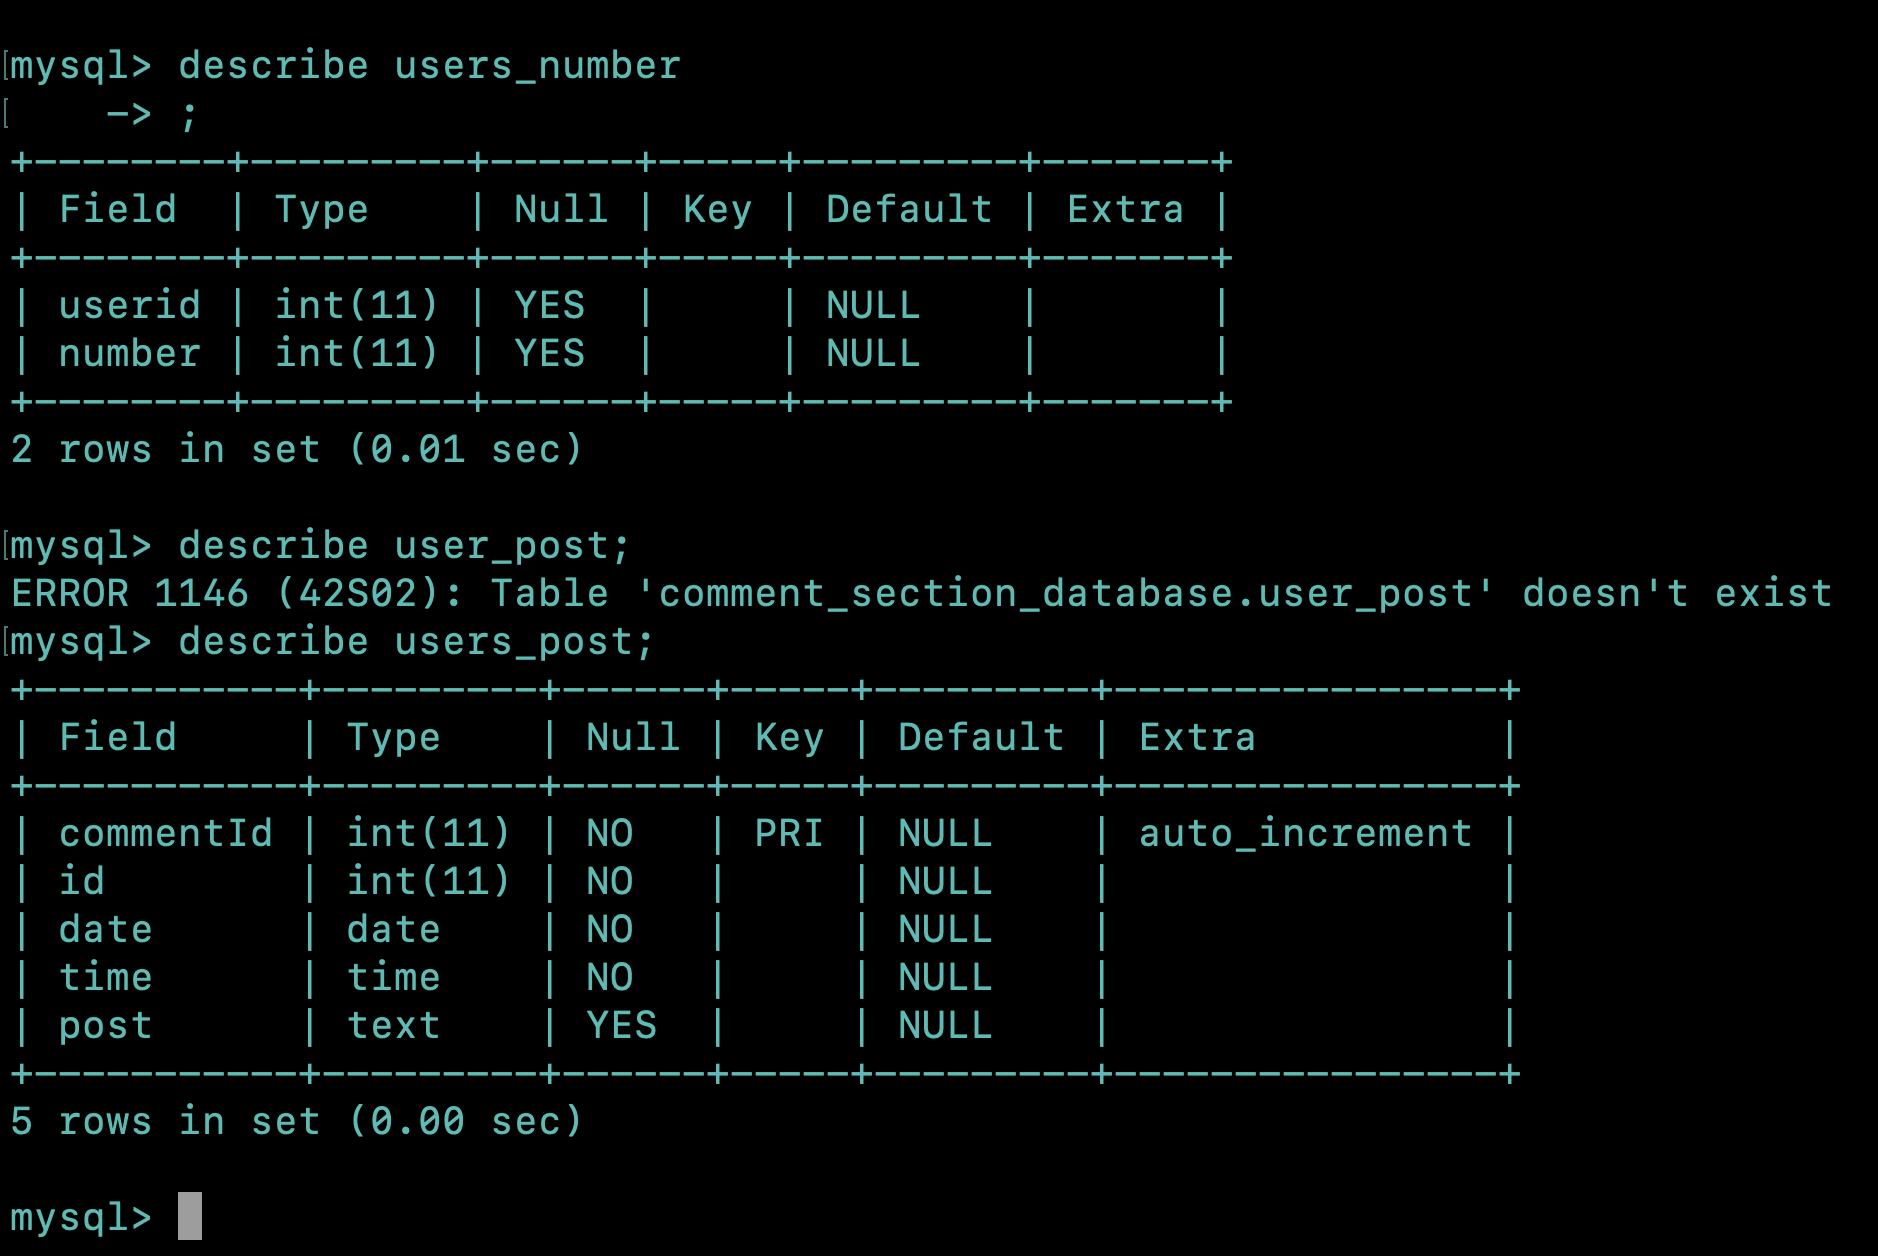 mysql> describe users_number
    -> ;
+--------+---------+------+-----+---------+-------+
| Field  | Type    | Null | Key | Default | Extra |
+--------+---------+------+-----+---------+-------+
| userid | int(11) | YES  |     | NULL    |       |
| number | int(11) | YES  |     | NULL    |       |
+--------+---------+------+-----+---------+-------+
2 rows in set (0.01 sec)

mysql> describe user_post;
ERROR 1146 (42S02): Table 'comment_section_database.user_post' doesn't exist
mysql> describe users_post;
+-----------+---------+------+-----+---------+----------------+
| Field     | Type    | Null | Key | Default | Extra          |
+-----------+---------+------+-----+---------+----------------+
| commentId | int(11) | NO   | PRI | NULL    | auto_increment |
| id        | int(11) | NO   |     | NULL    |                |
| date      | date    | NO   |     | NULL    |                |
| time      | time    | NO   |     | NULL    |                |
| post      | text    | YES  |     | NULL    |                |
+-----------+---------+------+-----+---------+----------------+
5 rows in set (0.00 sec)

mysql>